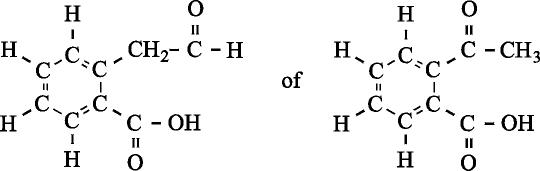 O O
H H
H CH₂ – C – H H C – CH₃
C C
C C C C
of
C C C C
H C C – OH H C C – OH
H O H O